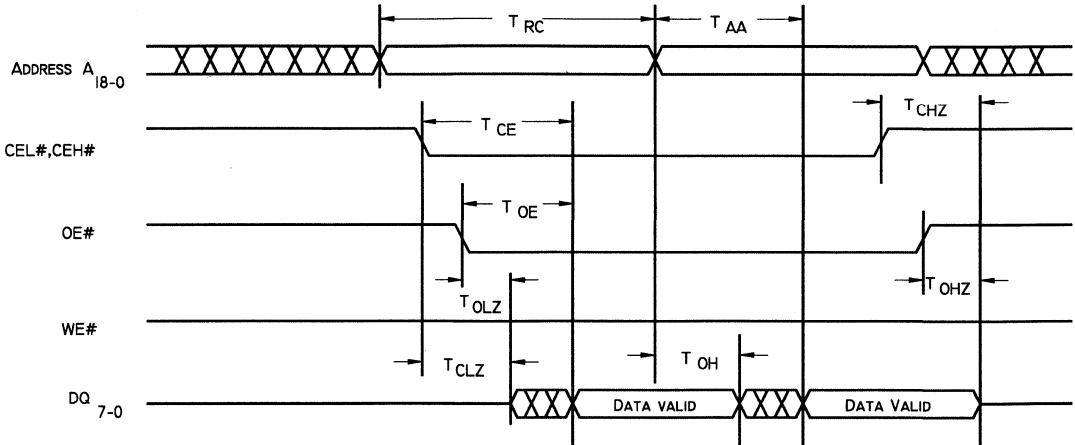 T RC
T AA
ADDRESS A 18-0
T CHZ
T CE
CEL#,CEH#
T OE
OE#
T OLZ
T OHZ
WE#
T CLZ
T OH
DQ 7-0
DATA VALID
DATA VALID